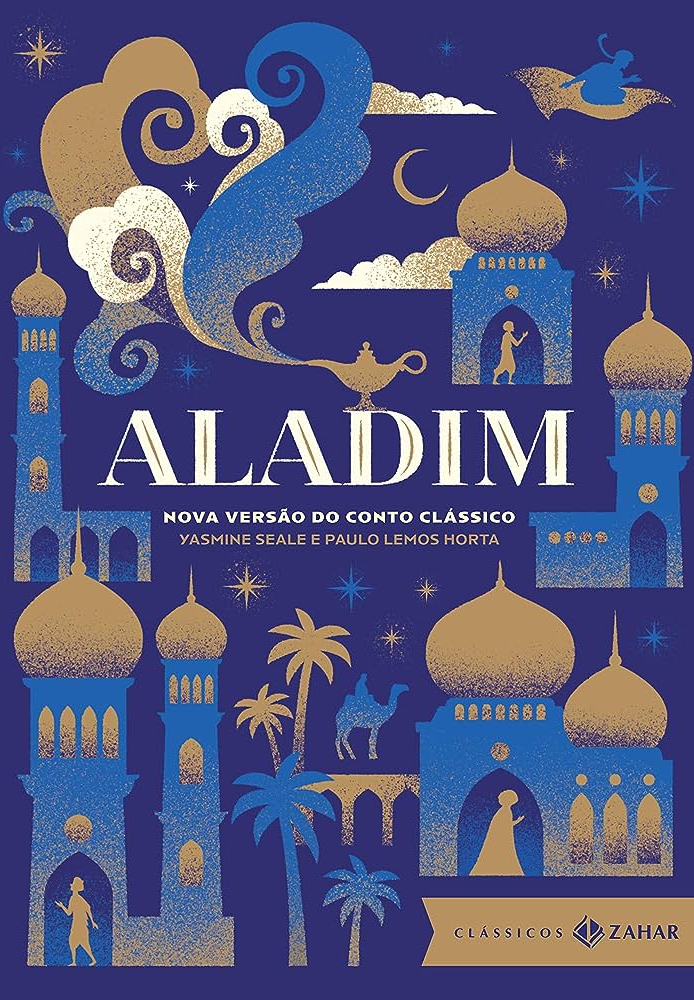 ALADIM
NOVA VERSÃO DO CONTO CLÁSSICO
YASMINE SEALE E PAULO LEMOS HORTA
CLÁSSICOS ZAHAR